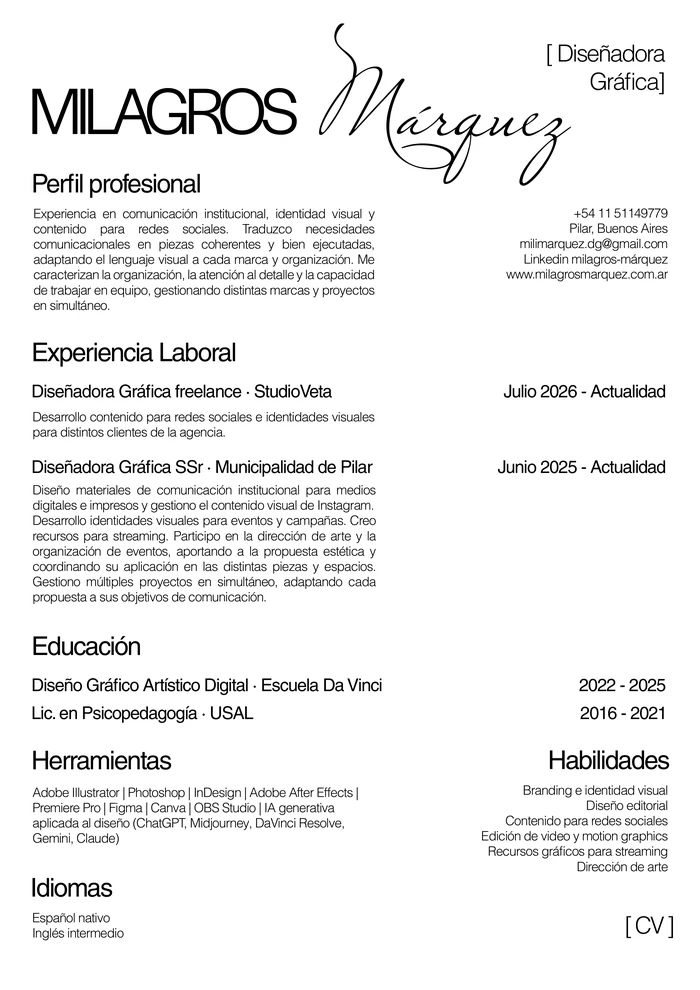 [ Diseñadora
Gráfica]
MILAGROS Márquez
Perfil profesional
Experiencia en comunicación institucional, identidad visual y
contenido para redes sociales. Traduzco necesidades
comunicacionales en piezas coherentes y bien ejecutadas,
adaptando el lenguaje visual a cada marca y organización. Me
caracterizan la organización, la atención al detalle y la capacidad
de trabajar en equipo, gestionando distintas marcas y proyectos
en simultáneo.
+54 11 51149779
Pilar, Buenos Aires
milimarquez.dg@gmail.com
Linkedin milagros-márquez
www.milagrosmarquez.com.ar
Experiencia Laboral
Diseñadora Gráfica freelance · StudioVeta
Julio 2026 - Actualidad
Desarrollo contenido para redes sociales e identidades visuales
para distintos clientes de la agencia.
Diseñadora Gráfica SSr · Municipalidad de Pilar
Junio 2025 - Actualidad
Diseño materiales de comunicación institucional para medios
digitales e impresos y gestiono el contenido visual de Instagram.
Desarrollo identidades visuales para eventos y campañas. Creo
recursos para streaming. Participo en la dirección de arte y la
organización de eventos, aportando a la propuesta estética y
coordinando su aplicación en las distintas piezas y espacios.
Gestiono múltiples proyectos en simultáneo, adaptando cada
propuesta a sus objetivos de comunicación.
Educación
Diseño Gráfico Artístico Digital · Escuela Da Vinci
2022 - 2025
Lic. en Psicopedagogía · USAL
2016 - 2021
Herramientas
Adobe Illustrator | Photoshop | InDesign | Adobe After Effects |
Premiere Pro | Figma | Canva | OBS Studio | IA generativa
aplicada al diseño (ChatGPT, Midjourney, DaVinci Resolve,
Gemini, Claude)
Habilidades
Branding e identidad visual
Diseño editorial
Contenido para redes sociales
Edición de video y motion graphics
Recursos gráficos para streaming
Dirección de arte
Idiomas
Español nativo
Inglés intermedio
[ CV ]